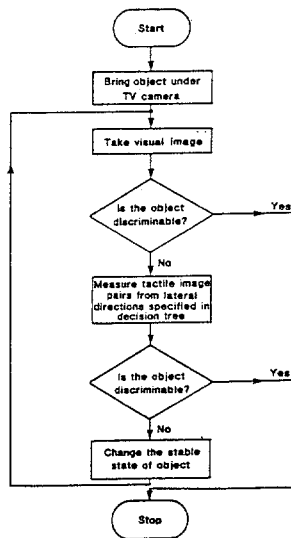 Start
Bring object under
TV camera
Take visual image
Is the object
discriminable?
Yes
No
Measure tactile image
pairs from lateral
directions specified in
decision tree
Is the object
discriminable?
Yes
No
Change the stable
state of object
Stop